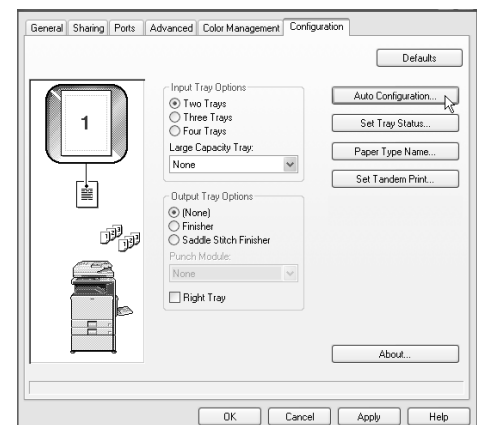 General Sharing Ports Advanced Color Management Configuration
Defaults
1
Input Tray Options
Two Trays
Three Trays
Four Trays
Large Capacity Tray:
None
Auto Configuration...
Set Tray Status...
Paper Type Name...
Set Tandem Print...
Output Tray Options
(None)
Finisher
Saddle Stitch Finisher
Punch Module:
None
Right Tray
123
123
About...
OK Cancel Apply Help